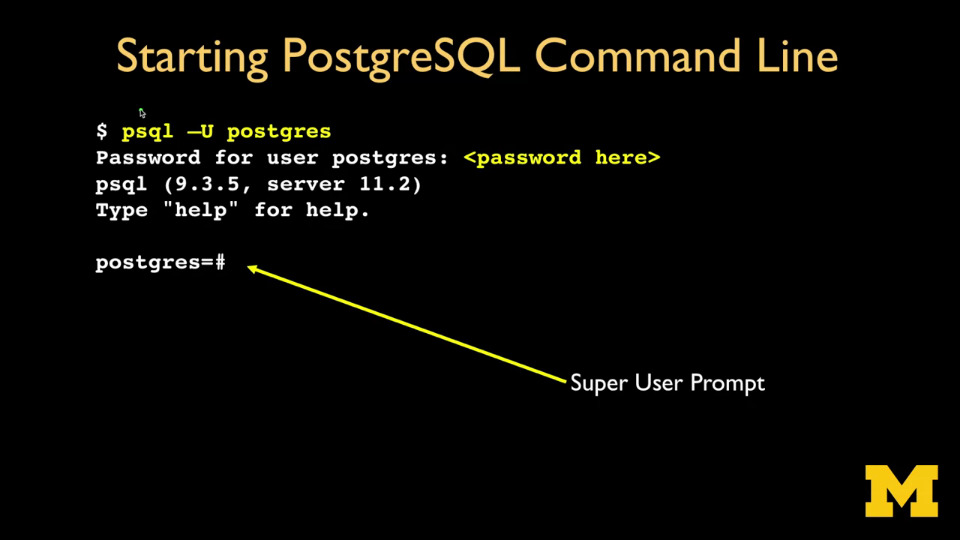 Starting PostgreSQL Command Line
$ psql –U postgres
Password for user postgres: <password here>
psql (9.3.5, server 11.2)
Type "help" for help.
postgres=#
Super User Prompt
M